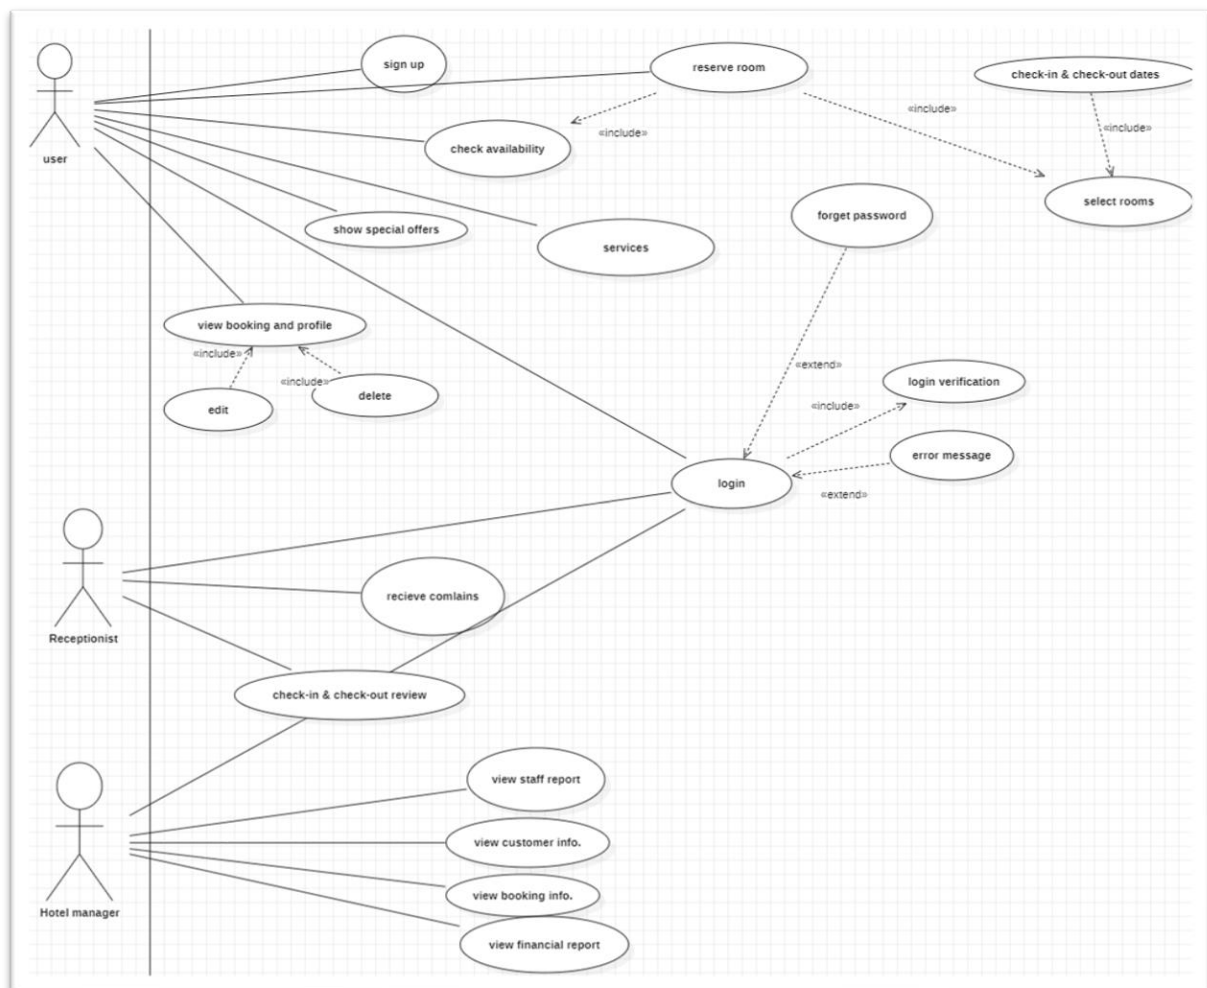 sign up
reserve room
check-in & check-out dates
«include»
«include»
«include»
check availability
user
select rooms
forget password
show special offers
services
view booking and profile
«include»
«extend»
«include»
delete
login verification
edit
«include»
error message
login
«extend»
recieve comlains
Receptionist
check-in & check-out review
view staff report
view customer info.
view booking info.
Hotel manager
view financial report